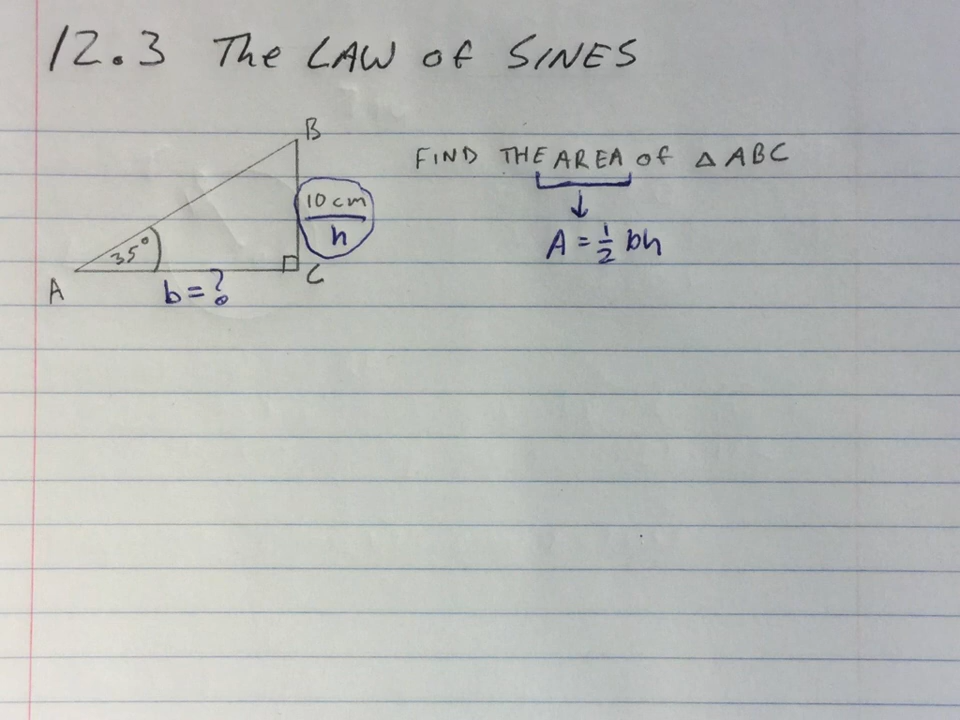 12.3 The LAW of SINES
B
FIND THE AREA of △ ABC
10 cm
h
A = 1/2 bh
35°
A
C
b = ?